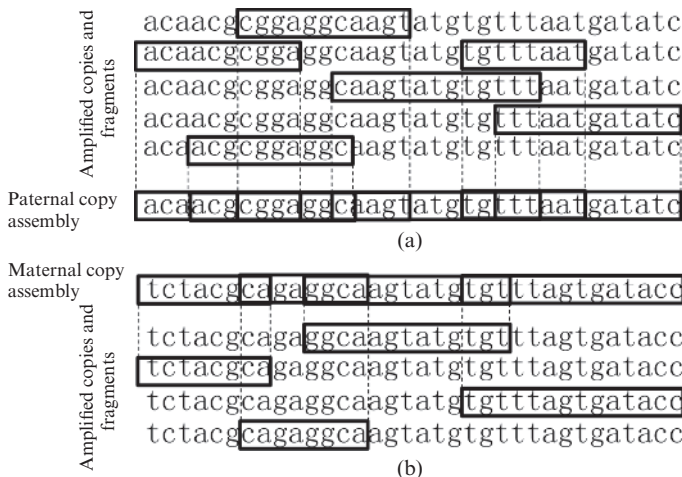 Amplified copies and
fragments
acaacgcggaggcaagtatgtgtttaatgatatc
acaacgcggaggcaagtatgtgtttaatgatatc
acaacgcggaggcaagtatgtgtttaatgatatc
acaacgcggaggcaagtatgtgtttaatgatatc
acaacgcggaggcaagtatgtgtttaatgatatc
Paternal copy
assembly
acaacgcggaggcaagtatgtgtttaatgatatc
(a)
Maternal copy
assembly
tctacgcagaggcaagtatgtgtttagtgatacc
Amplified copies and
fragments
tctacgcagaggcaagtatgtgtttagtgatacc
tctacgcagaggcaagtatgtgtttagtgatacc
tctacgcagaggcaagtatgtgtttagtgatacc
tctacgcagaggcaagtatgtgtttagtgatacc
(b)